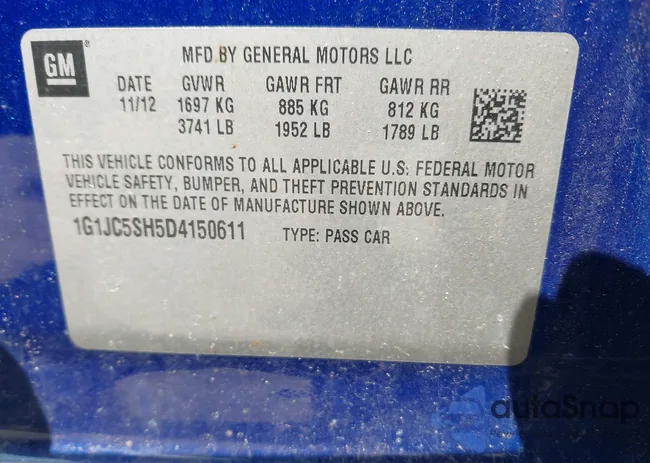 GM®
MFD BY GENERAL MOTORS LLC
DATE GVWR GAWR FRT GAWR RR
11/12 1697 KG 885 KG 812 KG
3741 LB 1952 LB 1789 LB
THIS VEHICLE CONFORMS TO ALL APPLICABLE U.S. FEDERAL MOTOR
VEHICLE SAFETY, BUMPER, AND THEFT PREVENTION STANDARDS IN
EFFECT ON THE DATE OF MANUFACTURE SHOWN ABOVE.
1G1JC5SH5D4150611 TYPE: PASS CAR
autoSnap